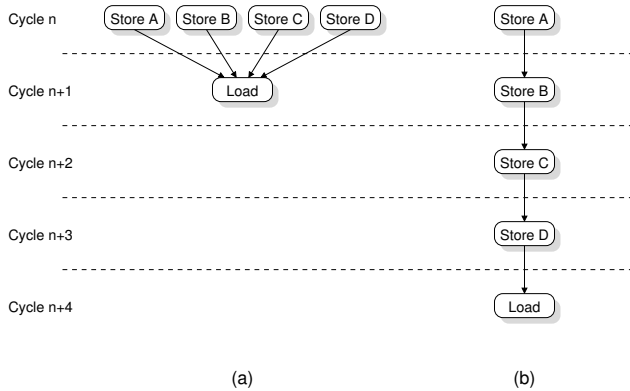 Cycle n Store A Store B Store C Store D Store A
Cycle n+1 Load Store B
Cycle n+2 Store C
Cycle n+3 Store D
Cycle n+4 Load
(a) (b)